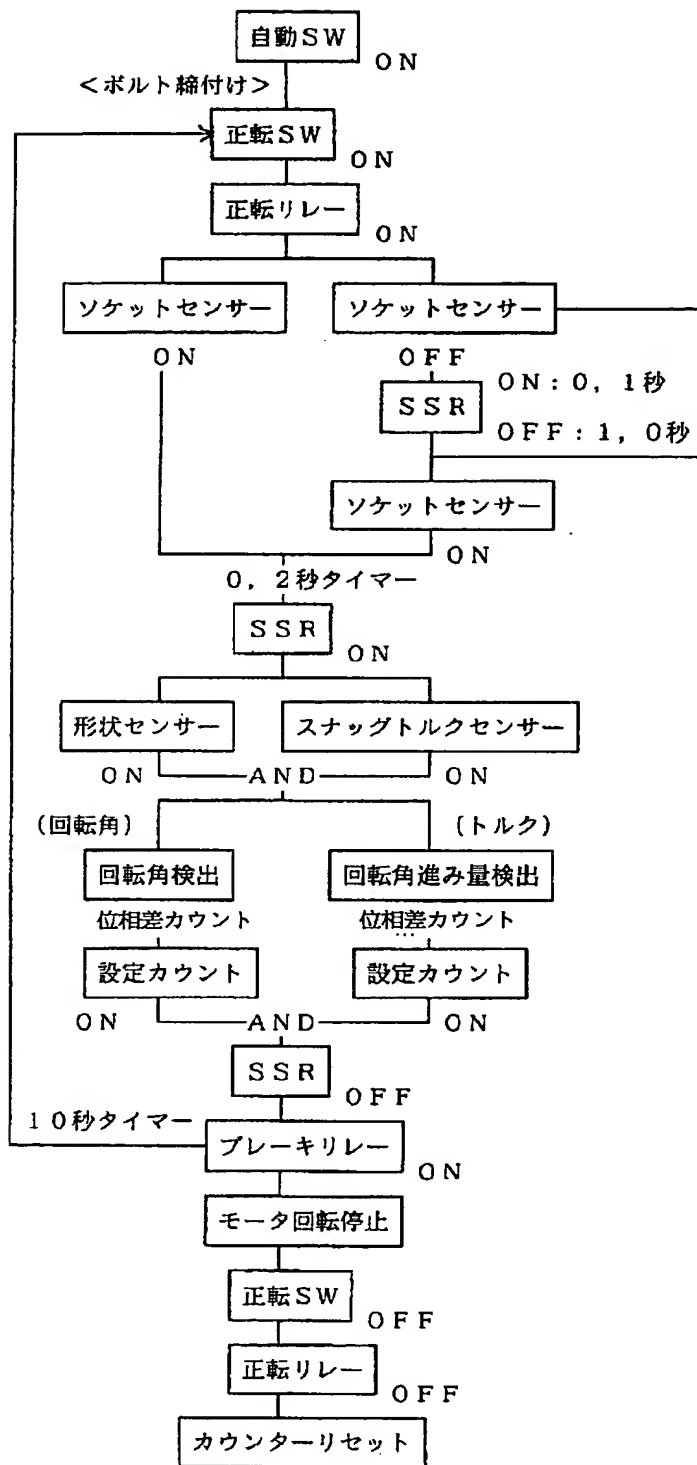 自動SW
ON
<ボルト締付け>
正転SW
ON
正転リレー
ON
ソケットセンサー
ソケットセンサー
ON
OFF
ON:0,1秒
SSR
OFF:1,0秒
ソケットセンサー
ON
0,2秒タイマー
SSR
ON
形状センサー
スナッグトルクセンサー
ON
AND
ON
(回転角)
(トルク)
回転角検出
回転角進み量検出
位相差カウント
位相差カウント
設定カウント
設定カウント
ON
AND
ON
SSR
OFF
10秒タイマー
ブレーキリレー
ON
モータ回転停止
正転SW
OFF
正転リレー
OFF
カウンターリセット